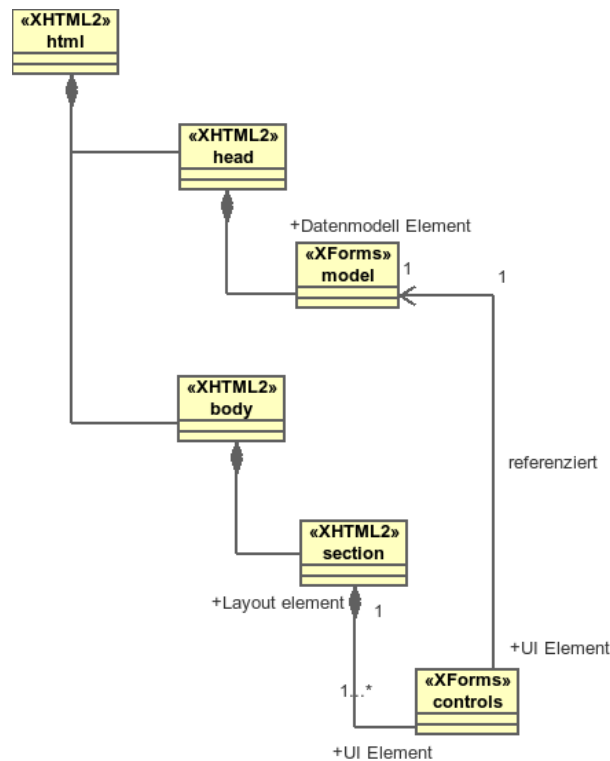 «XHTML2»
html
«XHTML2»
head
+Datenmodell Element
«XForms»
model
1
1
«XHTML2»
body
referenziert
«XHTML2»
section
+Layout element
1
+UI Element
«XForms»
controls
1...*
+UI Element